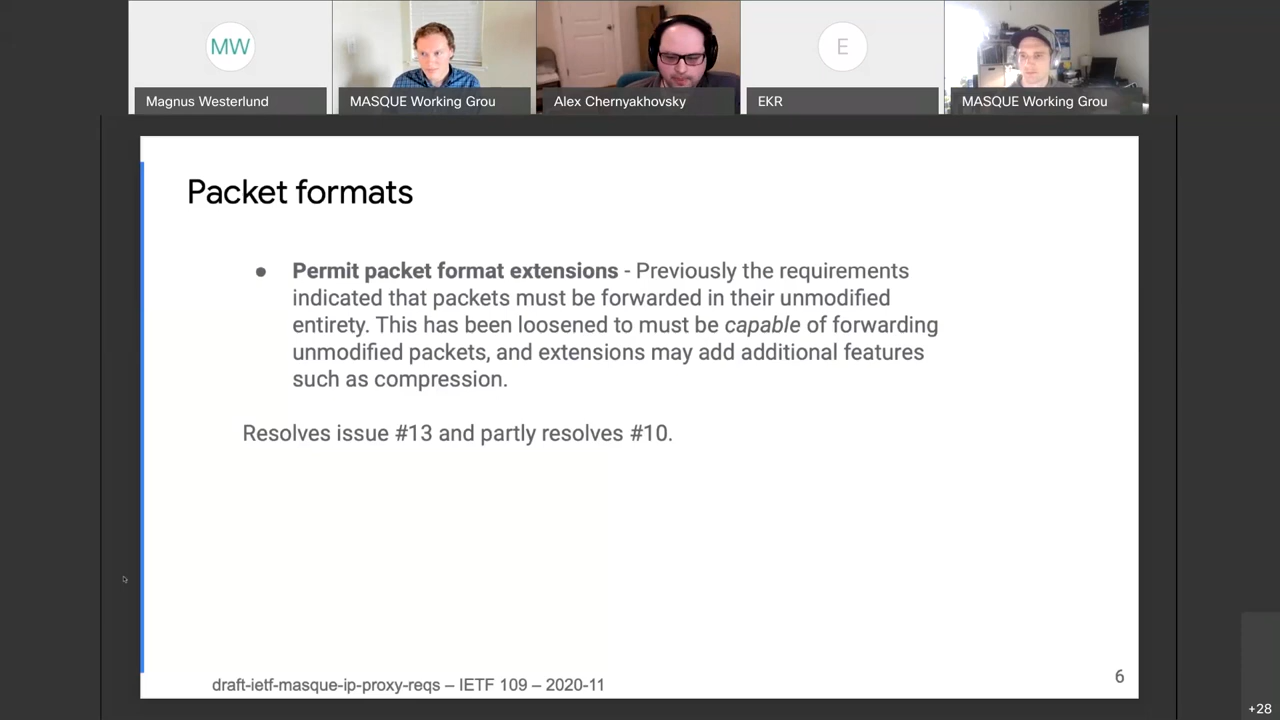 MW
Magnus Westerlund
MASQUE Working Grou
Alex Chernyakhovsky
E
EKR
MASQUE Working Grou
Packet formats
● Permit packet format extensions - Previously the requirements
indicated that packets must be forwarded in their unmodified
entirety. This has been loosened to must be capable of forwarding
unmodified packets, and extensions may add additional features
such as compression.
Resolves issue #13 and partly resolves #10.
draft-ietf-masque-ip-proxy-reqs – IETF 109 – 2020-11
6
+28